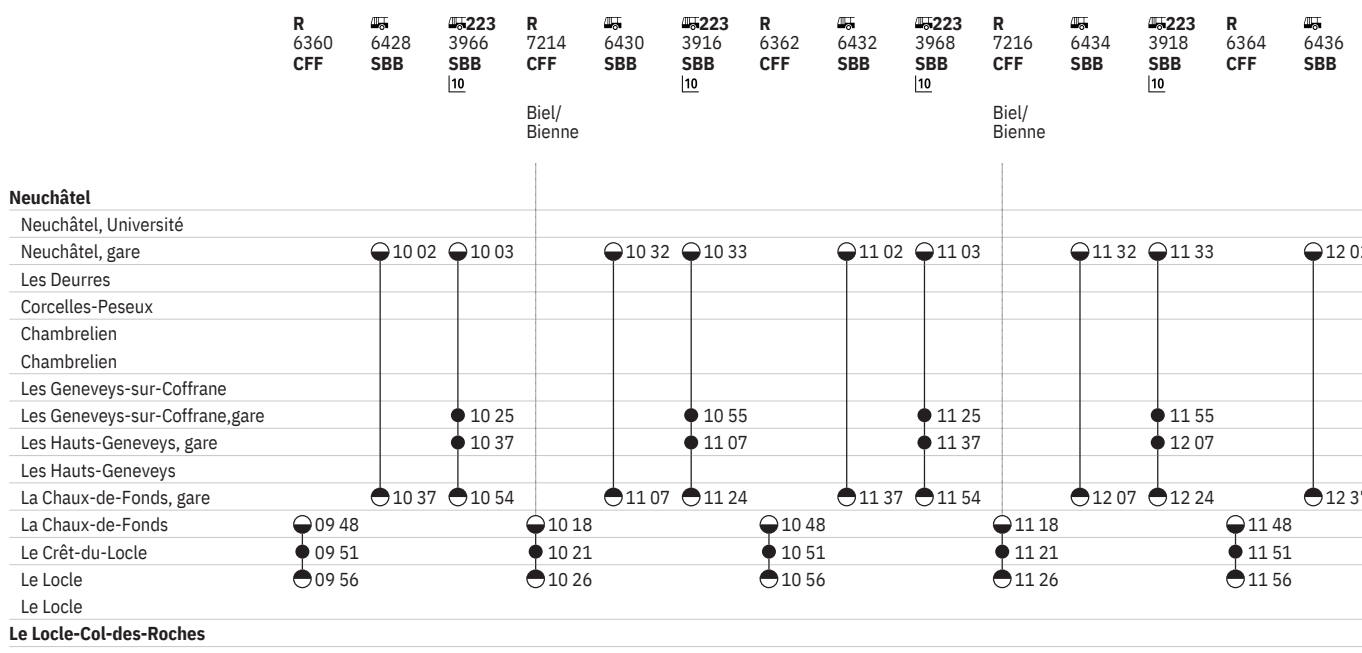 R 223 R 223 R 223 R 223 R
6360 6428 3966 7214 6430 3916 6362 6432 3968 7216 6434 3918 6364 6436
CFF SBB SBB CFF SBB SBB CFF SBB SBB CFF SBB SBB CFF SBB
10 10 10 10
Biel/ Biel/
Bienne Bienne
Neuchâtel
Neuchâtel, Université
Neuchâtel, gare 10 02 10 03 10 32 10 33 11 02 11 03 11 32 11 33 12
Les Deurres
Corcelles-Peseux
Chambrelien
Chambrelien
Les Geneveys-sur-Coffrane
Les Geneveys-sur-Coffrane,gare 10 25 10 55 11 25 11 55
Les Hauts-Geneveys, gare 10 37 11 07 11 37 12 07
Les Hauts-Geneveys
La Chaux-de-Fonds, gare 10 37 10 54 11 07 11 24 11 37 11 54 12 07 12 24 12
La Chaux-de-Fonds 09 48 10 18 10 48 11 18 11 48
Le Crêt-du-Locle 09 51 10 21 10 51 11 21 11 51
Le Locle 09 56 10 26 10 56 11 26 11 56
Le Locle
Le Locle-Col-des-Roches